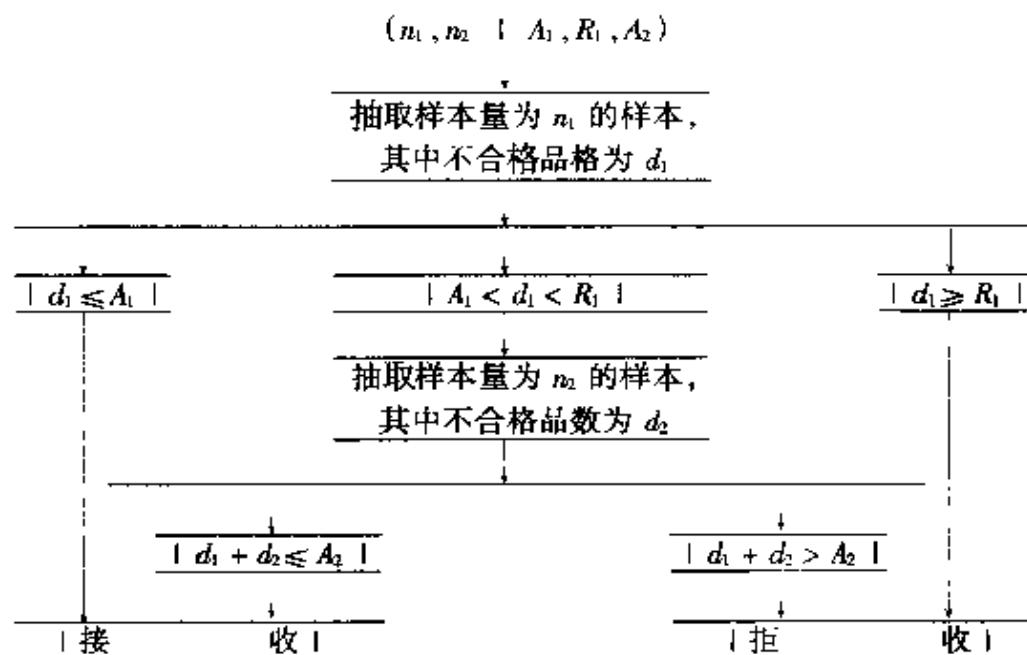 (n₁,n₂ | A₁,R₁,A₂)
抽取样本量为 n₁ 的样本,
其中不合格品格为 d₁
| d₁≤A₁ |
| A₁<d₁<R₁ |
| d₁≥R₁ |
抽取样本量为 n₂ 的样本,
其中不合格品数为 d₂
| d₁+d₂≤A₂ |
| d₁+d₂>A₂ |
| 接 收 |
| 拒 收 |